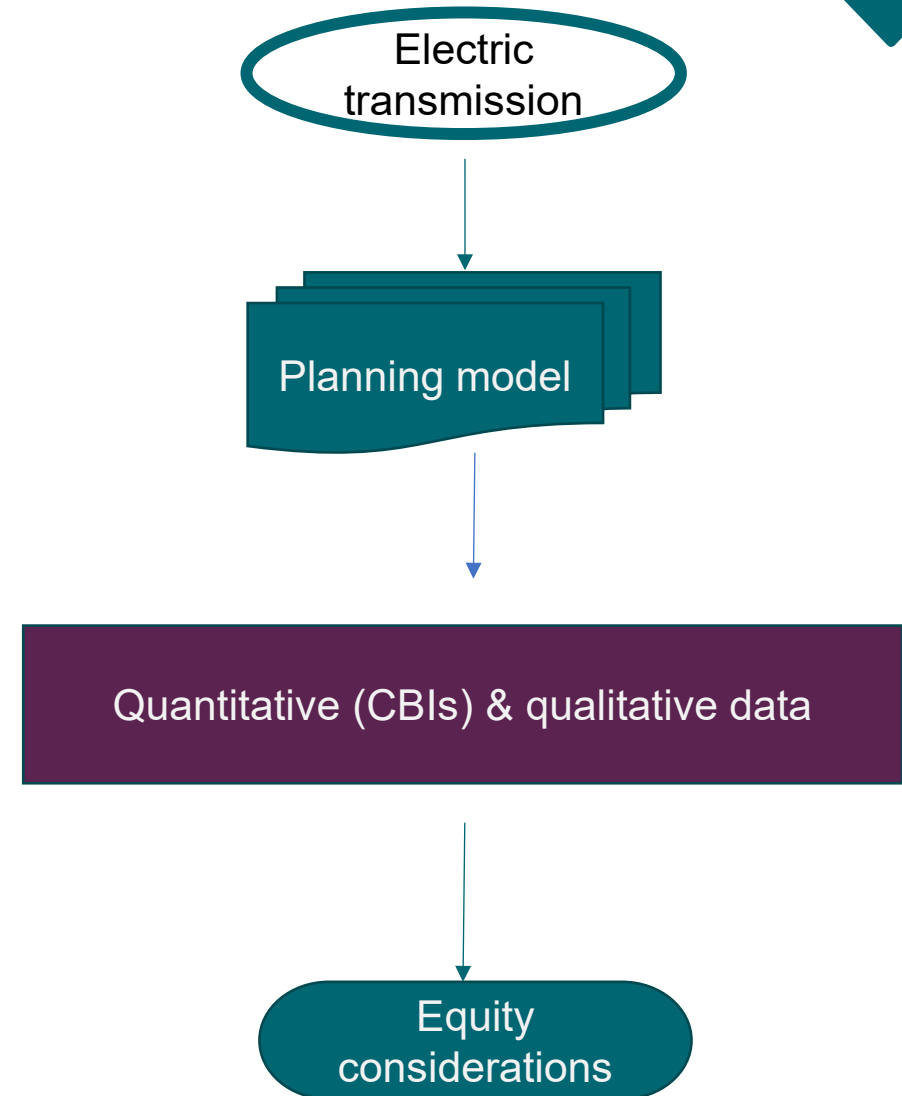 Electric
transmission
Planning model
Quantitative (CBIs) & qualitative data
Equity
considerations